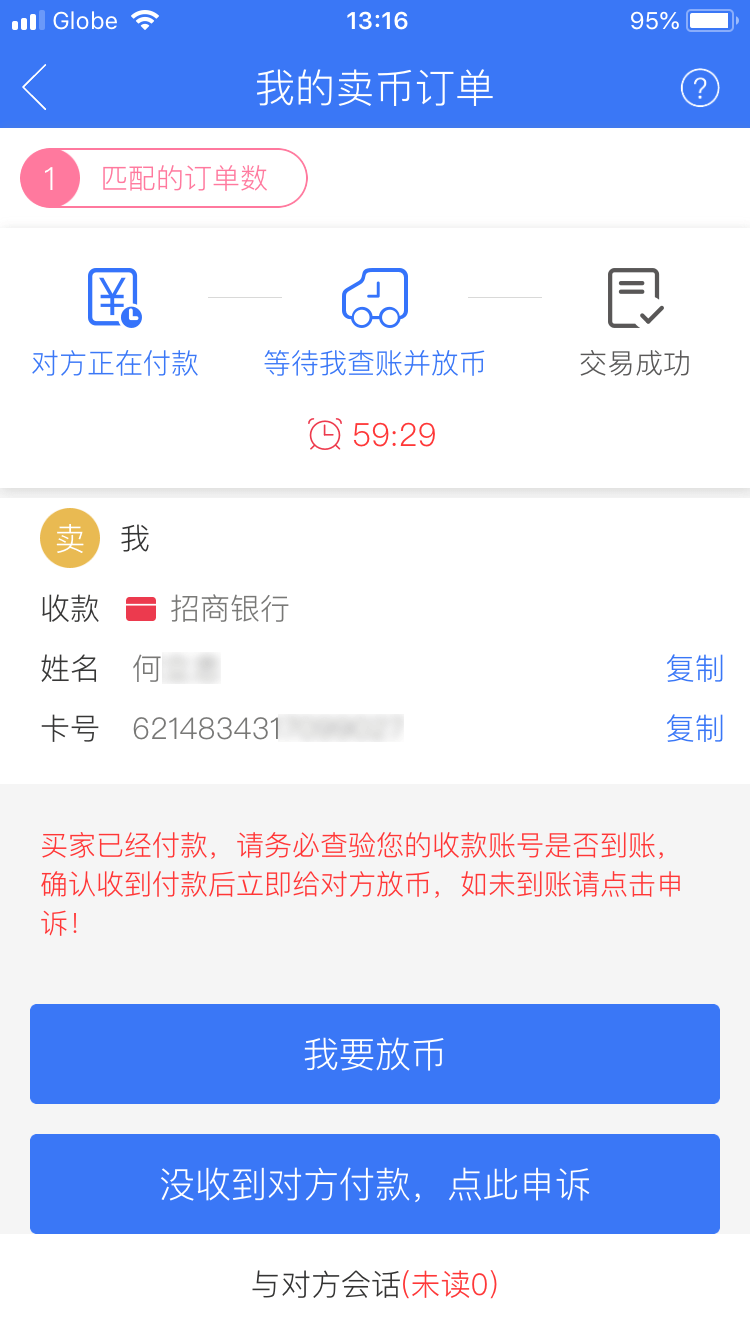 Globe 13:16 95%
我的卖币订单 ?
1 匹配的订单数
对方正在付款 等待我查账并放币 交易成功
59:29
卖 我
收款 招商银行
姓名 何 复制
卡号 621483431 复制
买家已经付款，请务必查验您的收款账号是否到账，
确认收到付款后立即给对方放币，如未到账请点击申
诉！
我要放币
没收到对方付款，点此申诉
与对方会话(未读0)